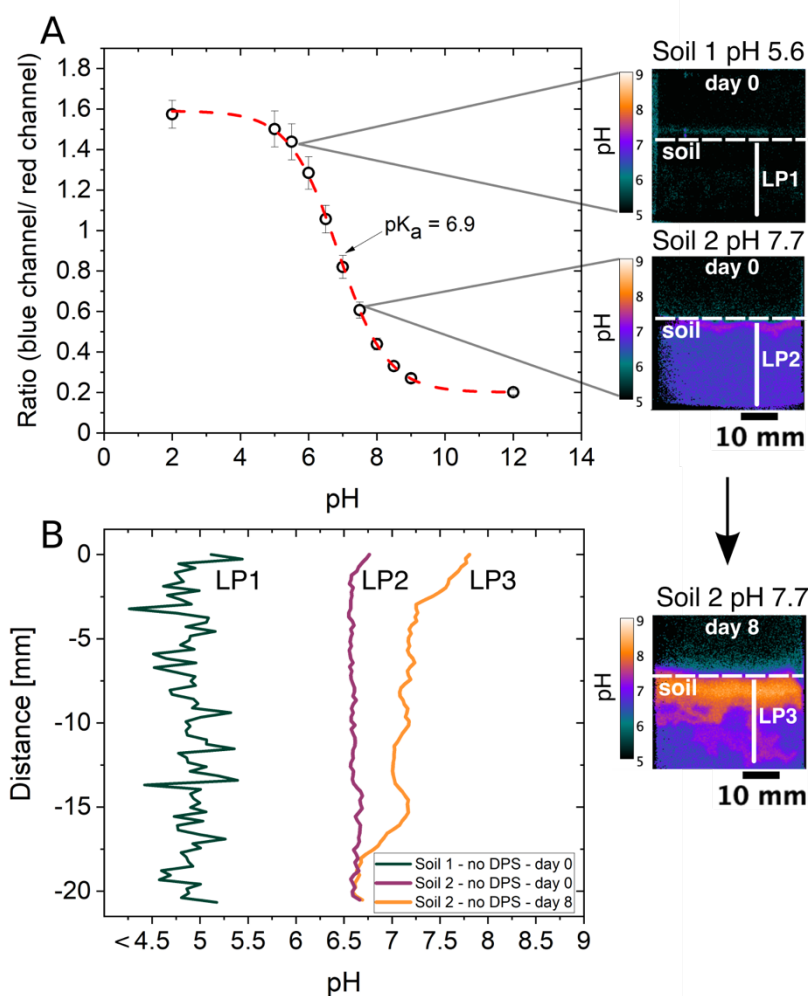 A
Ratio (blue channel/ red channel)
1.8
1.6
1.4
1.2
1.0
0.8
0.6
0.4
0.2
0
0 2 4 6 8 10 12 14
pH
pKa = 6.9
Soil 1 pH 5.6
day 0
soil
LP1
pH
9
8
7
6
5
Soil 2 pH 7.7
day 0
soil
LP2
pH
9
8
7
6
5
10 mm
B
Distance [mm]
0
-5
-10
-15
-20
LP1 LP2 LP3
Soil 1 - no DPS - day 0
Soil 2 - no DPS - day 0
Soil 2 - no DPS - day 8
< 4.5 5 6 6.5 7 7.5 8 9
pH
Soil 2 pH 7.7
day 8
soil
LP3
pH
9
8
7
6
5
10 mm